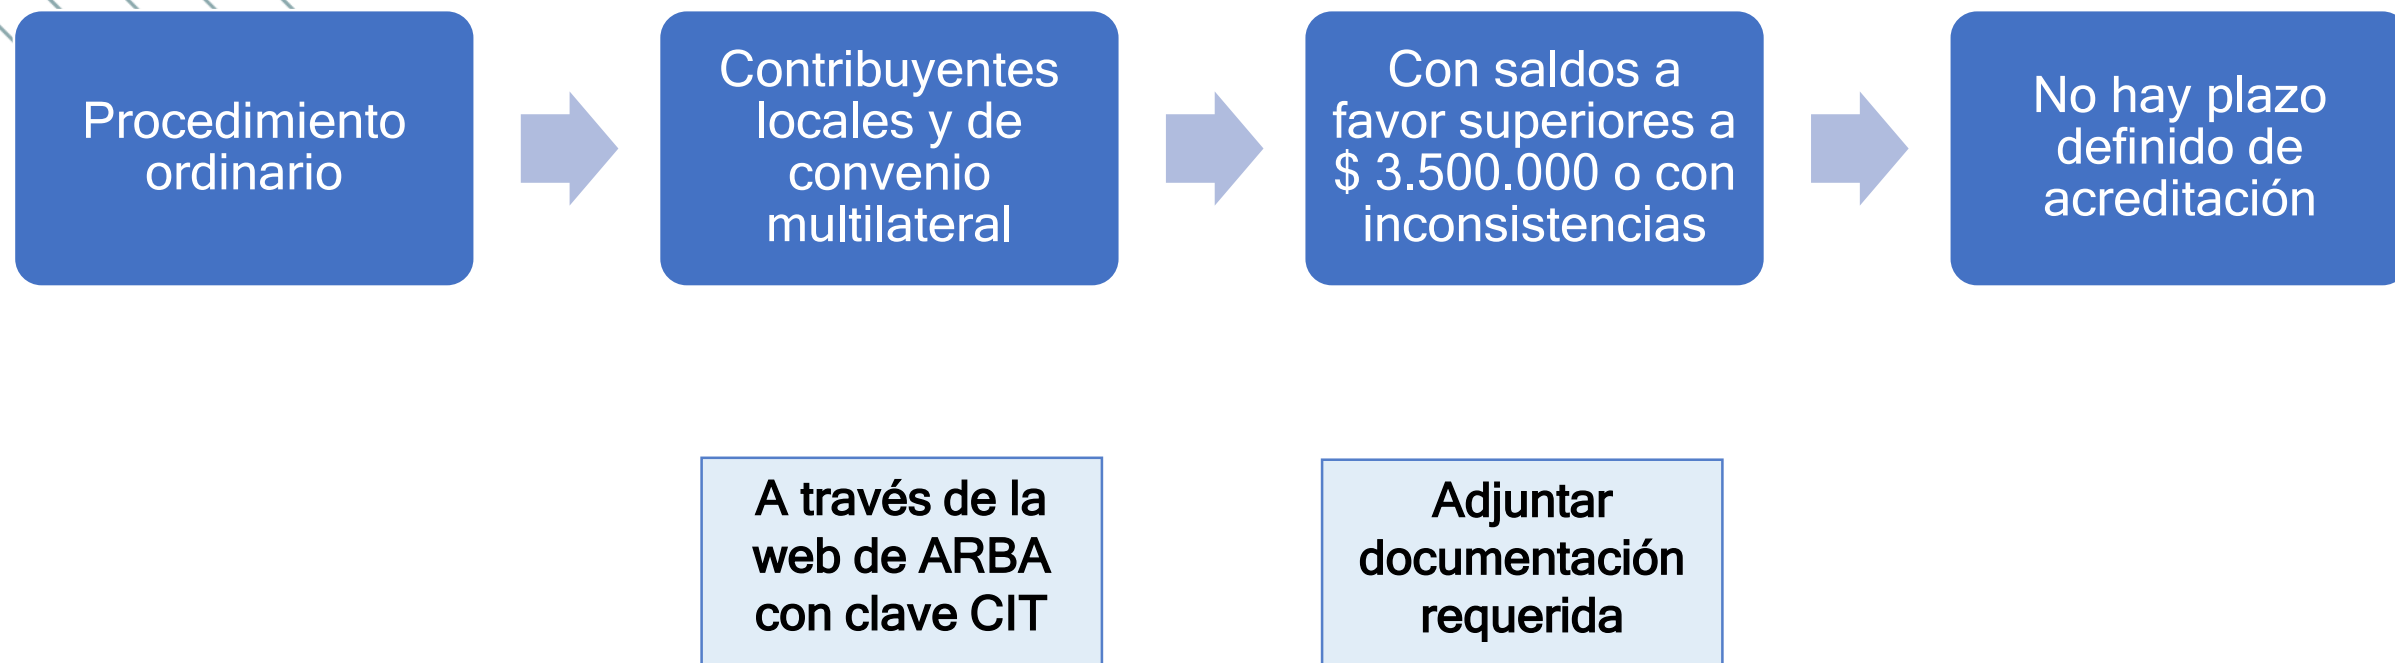 Procedimiento
ordinario
Contribuyentes
locales y de
convenio
multilateral
Con saldos a
favor superiores a
$ 3.500.000 o con
inconsistencias
No hay plazo
definido de
acreditación
A través de la
web de ARBA
con clave CIT
Adjuntar
documentación
requerida